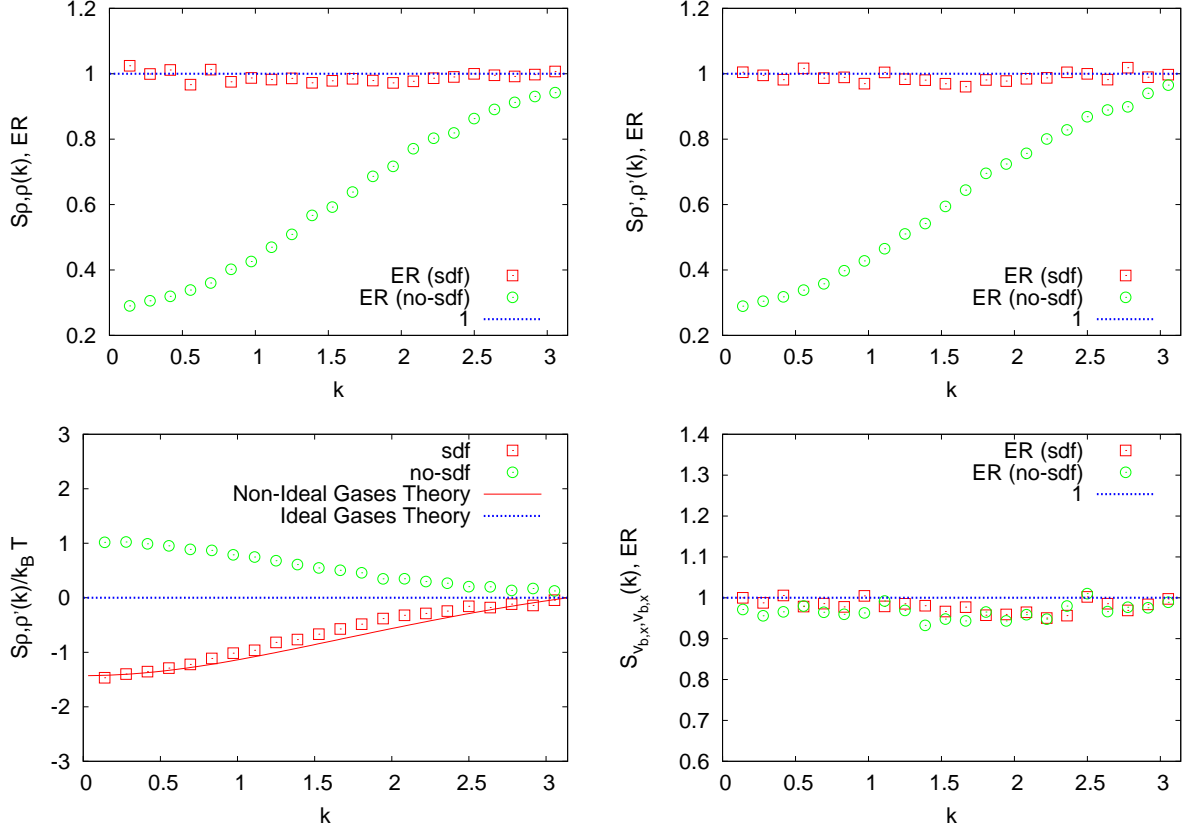 1.2
1
0.8
0.6
0.4
0.2
Sρ,ρ(k), ER
ER (sdf)
ER (no-sdf)
1
0 0.5 1 1.5 2 2.5 3
k
1.2
1
0.8
0.6
0.4
0.2
Sρ',ρ'(k), ER
ER (sdf)
ER (no-sdf)
1
0 0.5 1 1.5 2 2.5 3
k
3
2
1
0
-1
-2
-3
Sρ,ρ'(k)/k_B T
sdf
no-sdf
Non-Ideal Gases Theory
Ideal Gases Theory
0 0.5 1 1.5 2 2.5 3
k
1.4
1.3
1.2
1.1
1
0.9
0.8
0.7
0.6
S_{v_{b,x},v_{b,x}}(k), ER
ER (sdf)
ER (no-sdf)
1
0 0.5 1 1.5 2 2.5 3
k